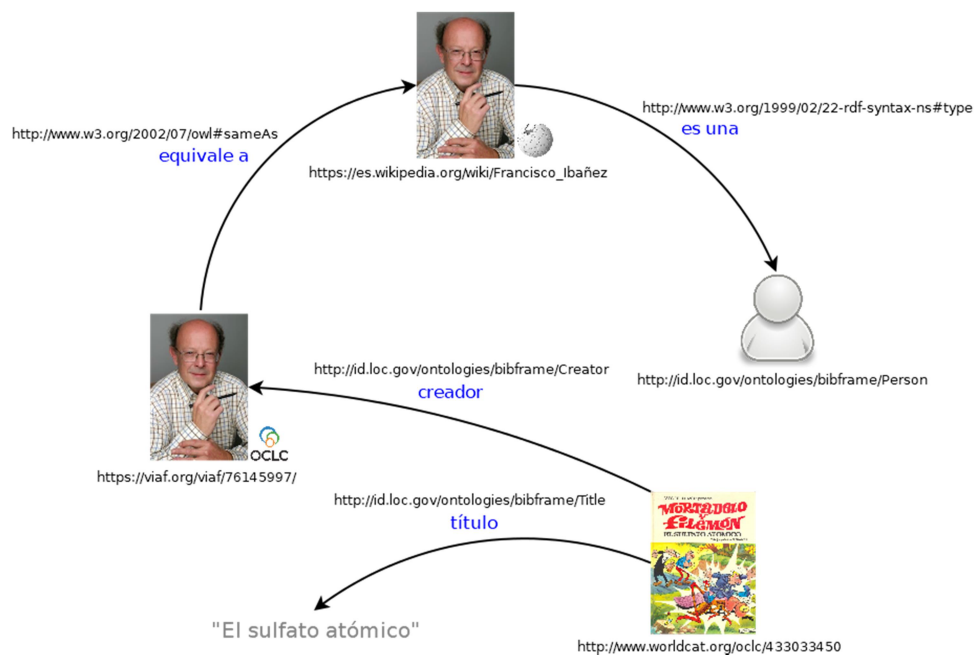 http://www.w3.org/1999/02/22-rdf-syntax-ns#type
es una
http://www.w3.org/2002/07/owl#sameAs
equivale a
https://es.wikipedia.org/wiki/Francisco_Ibañez
http://id.loc.gov/ontologies/bibframe/Creator
creador
http://id.loc.gov/ontologies/bibframe/Person
OCLC
https://viaf.org/viaf/76145997/
http://id.loc.gov/ontologies/bibframe/Title
título
MORTADELO
Y
FILEMON
EL SULFATO ATOMICO
"El sulfato atómico"
http://www.worldcat.org/oclc/433033450